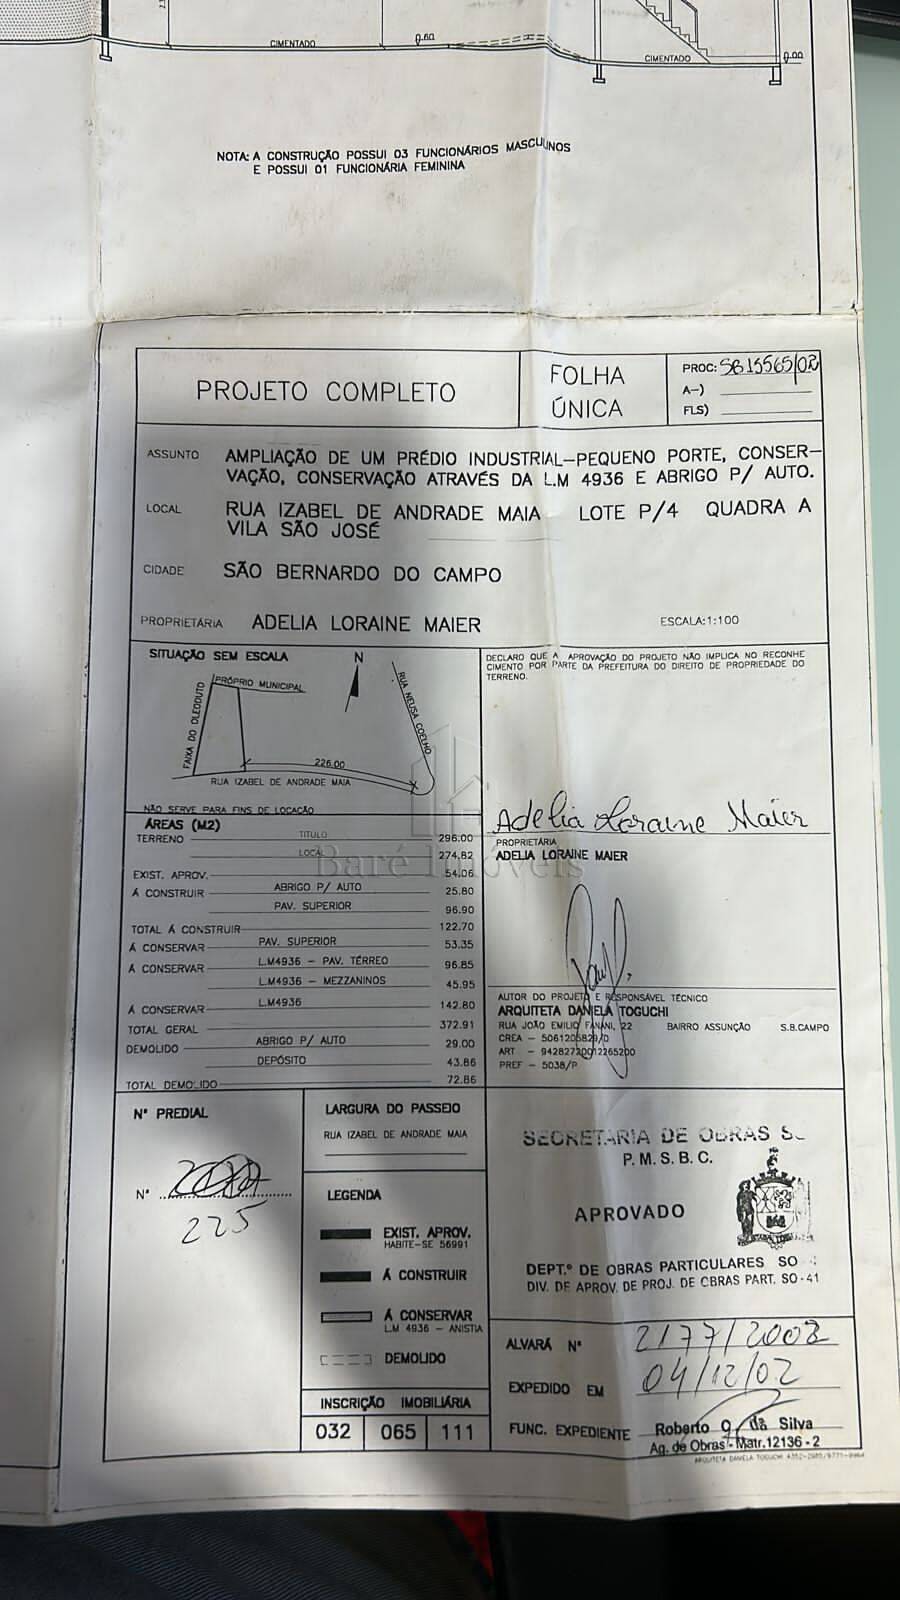 CIMENTADO
0.60
CIMENTADO
0.00
NOTA: A CONSTRUÇÃO POSSUI 03 FUNCIONÁRIOS MASCULINOS
E POSSUI 01 FUNCIONÁRIA FEMININA
PROJETO COMPLETO
FOLHA
ÚNICA
PROC: SB15565/02
A-)
FLS)
ASSUNTO AMPLIAÇÃO DE UM PRÉDIO INDUSTRIAL-PEQUENO PORTE, CONSER-
VAÇÃO, CONSERVAÇÃO ATRAVÉS DA L.M 4936 E ABRIGO P/ AUTO.
LOCAL RUA IZABEL DE ANDRADE MAIA LOTE P/4 QUADRA A
VILA SÃO JOSÉ
CIDADE SÃO BERNARDO DO CAMPO
PROPRIETÁRIA ADELIA LORAINE MAIER ESCALA:1:100
SITUAÇÃO SEM ESCALA
N
PRÓPRIO MUNICIPAL
FAIXA DO OLEODUTO
RUA NEUSA COELHO
226.00
RUA IZABEL DE ANDRADE MAIA
NÃO SERVE PARA FINS DE LOCAÇÃO
DECLARO QUE A APROVAÇÃO DO PROJETO NÃO IMPLICA NO RECONHE
CIMENTO POR PARTE DA PREFEITURA DO DIREITO DE PROPRIEDADE DO
TERRENO.
Adelia Loraine Maier
PROPRIETÁRIA
ADELIA LORAINE MAIER
Baré Imóveis
ÁREAS (M2)
TERRENO TITULO 296.00
LOCAL 274.82
EXIST. APROV. 54.06
Á CONSTRUIR ABRIGO P/ AUTO 25.80
PAV. SUPERIOR 96.90
TOTAL Á CONSTRUIR 122.70
Á CONSERVAR PAV. SUPERIOR 53.35
Á CONSERVAR L.M4936 - PAV. TÉRREO 96.85
L.M4936 - MEZZANINOS 45.95
Á CONSERVAR L.M4936 142.80
TOTAL GERAL 372.91
DEMOLIDO ABRIGO P/ AUTO 29.00
DEPÓSITO 43.86
TOTAL DEMOLIDO 72.86
AUTOR DO PROJETO E RESPONSÁVEL TÉCNICO
ARQUITETA DANIELA TOGUCHI
RUA JOÃO EMILIO FANANI, 22 BAIRRO ASSUNÇÃO S.B.CAMPO
CREA - 5061205829/D
ART - 94282720012265200
PREF - 5038/P
Nº PREDIAL
Nº
225
LARGURA DO PASSEIO
RUA IZABEL DE ANDRADE MAIA
LEGENDA
EXIST. APROV.
HABITE-SE 56991
Á CONSTRUIR
Á CONSERVAR
L.M 4936 - ANISTIA
DEMOLIDO
INSCRIÇÃO IMOBILIÁRIA
032 065 111
SECRETARIA DE OBRAS
P. M. S. B. C.
APROVADO
DEPT.º DE OBRAS PARTICULARES SO
DIV. DE APROV. DE PROJ. DE OBRAS PART. SO-41
ALVARÁ Nº 2177/2002
EXPEDIDO EM 04/12/02
FUNC. EXPEDIENTE Roberto da Silva
Ag. de Obras - Matr.12136-2